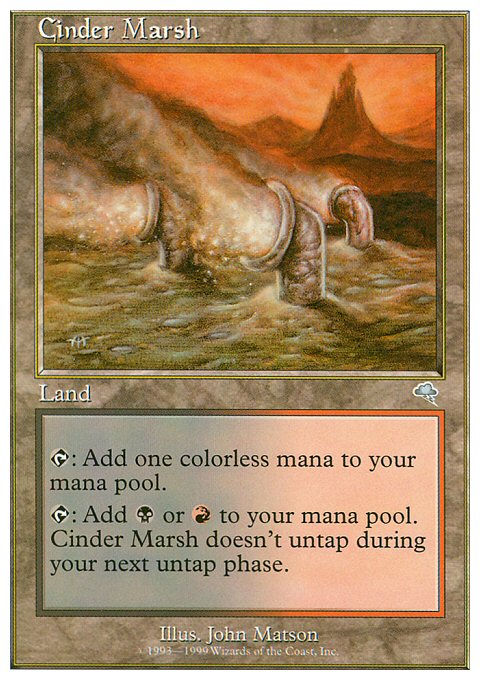 Cinder Marsh
Land
: Add one colorless mana to your
mana pool.
: Add or to your mana pool.
Cinder Marsh doesn't untap during
your next untap phase.
Illus. John Matson
© 1993–1999 Wizards of the Coast, Inc.